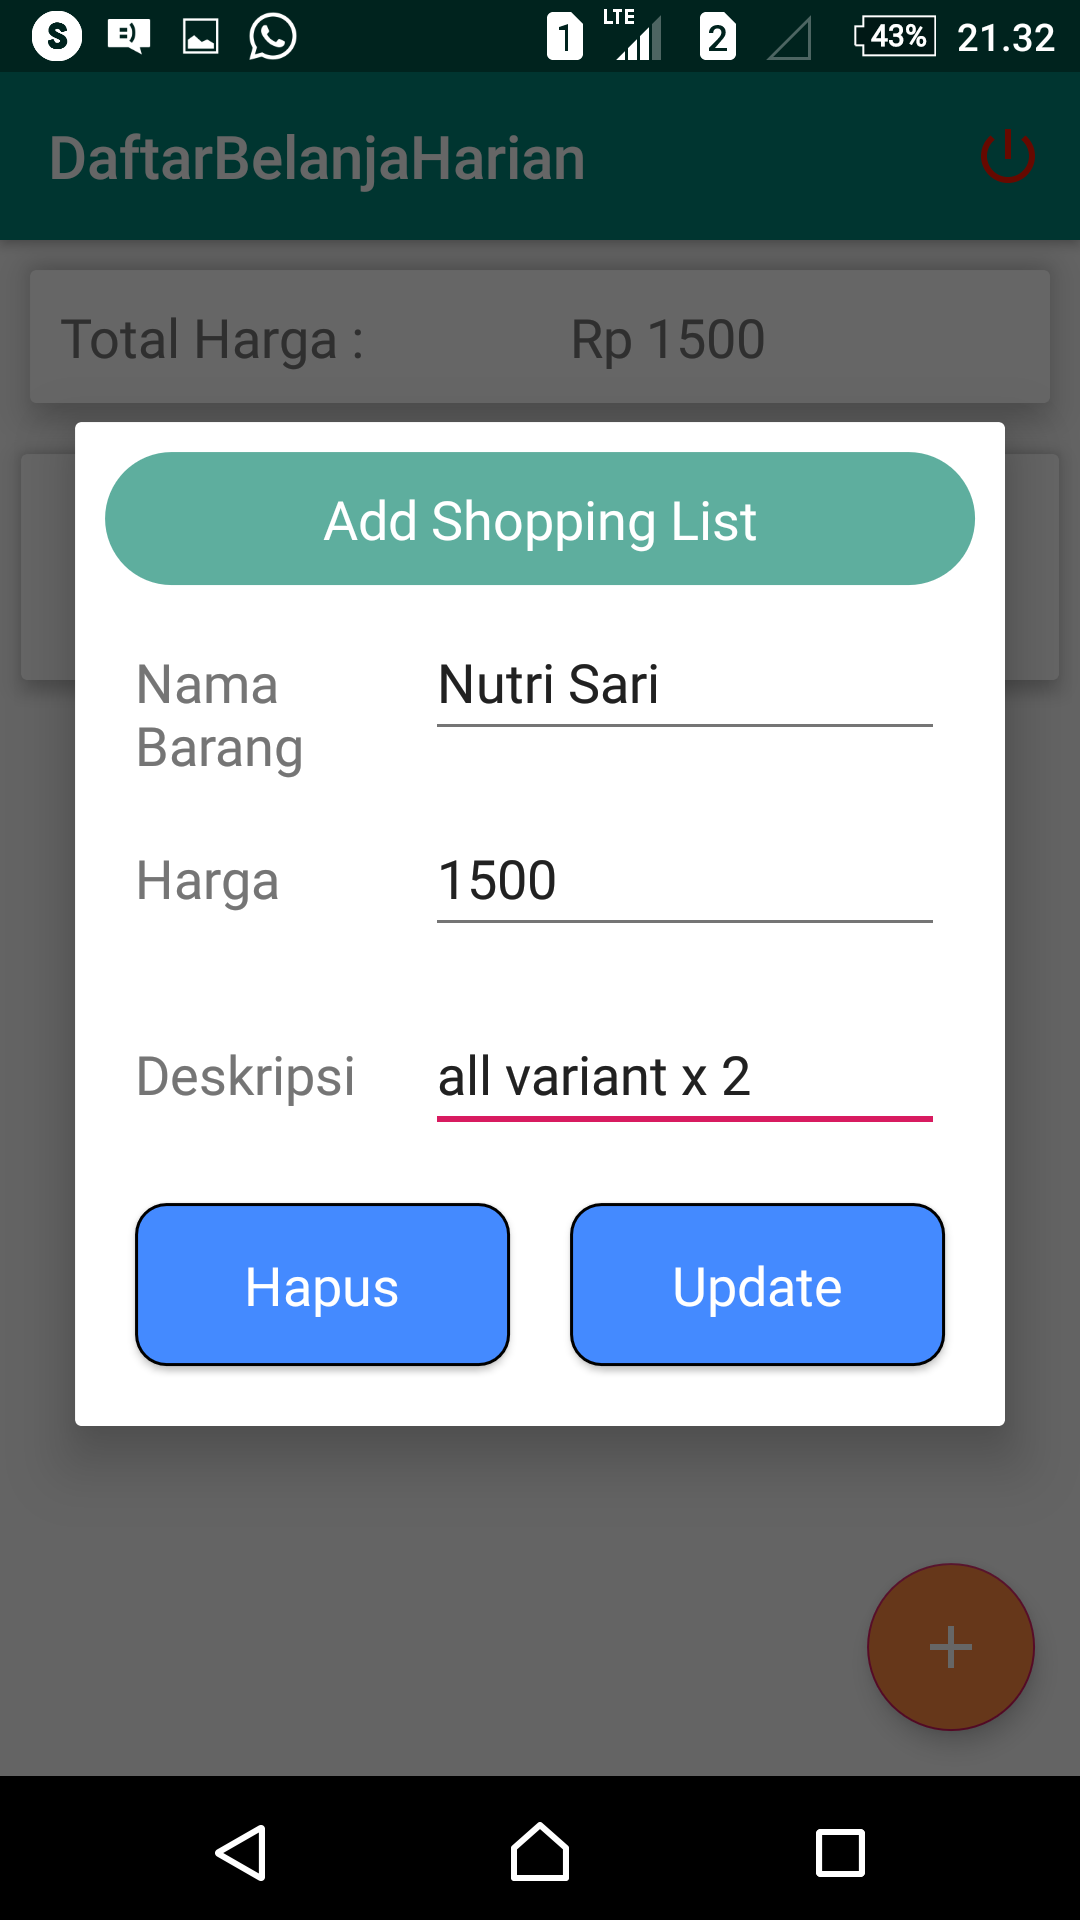 S 1 LTE 2 43% 21.32
DaftarBelanjaHarian
Total Harga : Rp 1500
Add Shopping List
Nama Barang Nutri Sari
Harga 1500
Deskripsi all variant x 2
Hapus Update